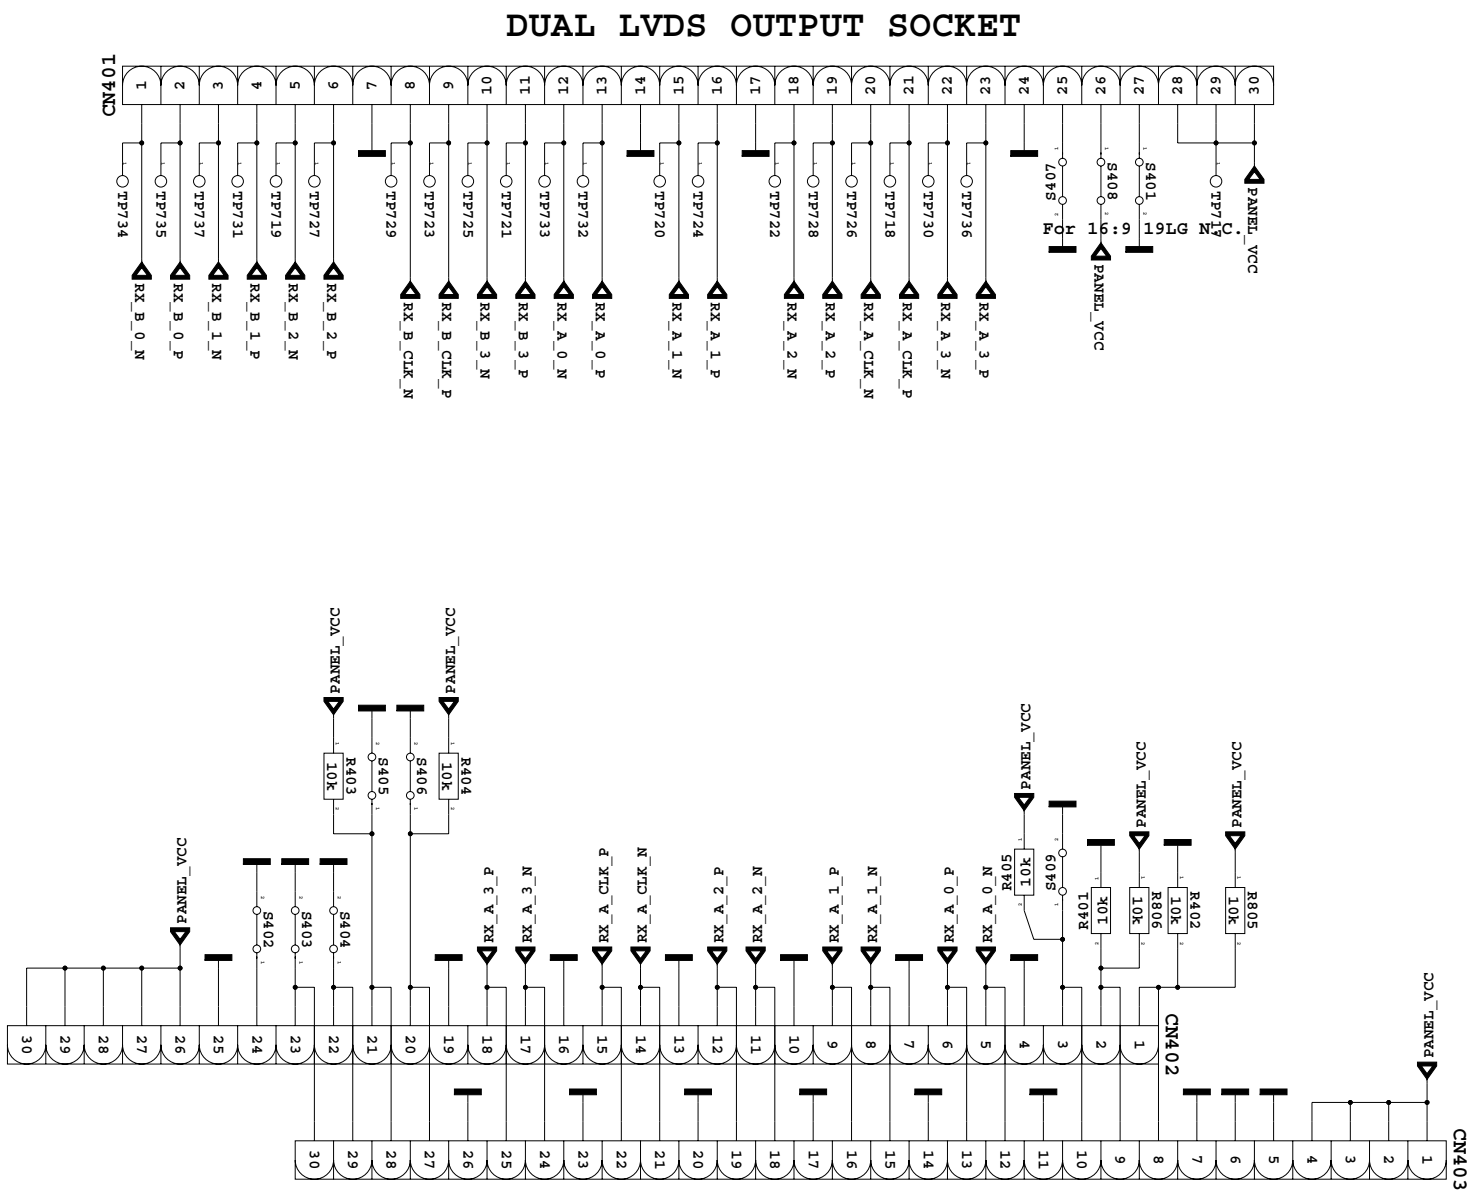 DUAL LVDS OUTPUT SOCKET
CN401
1 2 3 4 5 6 7 8 9 10 11 12 13 14 15 16 17 18 19 20 21 22 23 24 25 26 27 28 29 30
TP734 TP735 TP737 TP731 TP719 TP727 TP729 TP723 TP725 TP721 TP733 TP732 TP720 TP724 TP722 TP728 TP726 TP718 TP730 TP736
S407 S408 S401
PANEL_VCC
For 16:9 19LG N.C.
PANEL_VCC
RX_B_0_N RX_B_0_P RX_B_1_N RX_B_1_P RX_B_2_N RX_B_2_P RX_B_CLK_N RX_B_CLK_P RX_B_3_N RX_B_3_P RX_A_0_N RX_A_0_P RX_A_1_N RX_A_1_P RX_A_2_N RX_A_2_P RX_A_CLK_N RX_A_CLK_P RX_A_3_N RX_A_3_P
PANEL_VCC PANEL_VCC
R403 10k
S405
S406
R404 10k
PANEL_VCC PANEL_VCC PANEL_VCC
R405 10k
S409
R401 10k
R806 10k
R402 10k
R805 10k
PANEL_VCC
S402 S403 S404
RX_A_3_P RX_A_3_N RX_A_CLK_P RX_A_CLK_N RX_A_2_P RX_A_2_N RX_A_1_P RX_A_1_N RX_A_0_P RX_A_0_N
CN402
30 29 28 27 26 25 24 23 22 21 20 19 18 17 16 15 14 13 12 11 10 9 8 7 6 5 4 3 2 1
PANEL_VCC
CN403
30 29 28 27 26 25 24 23 22 21 20 19 18 17 16 15 14 13 12 11 10 9 8 7 6 5 4 3 2 1